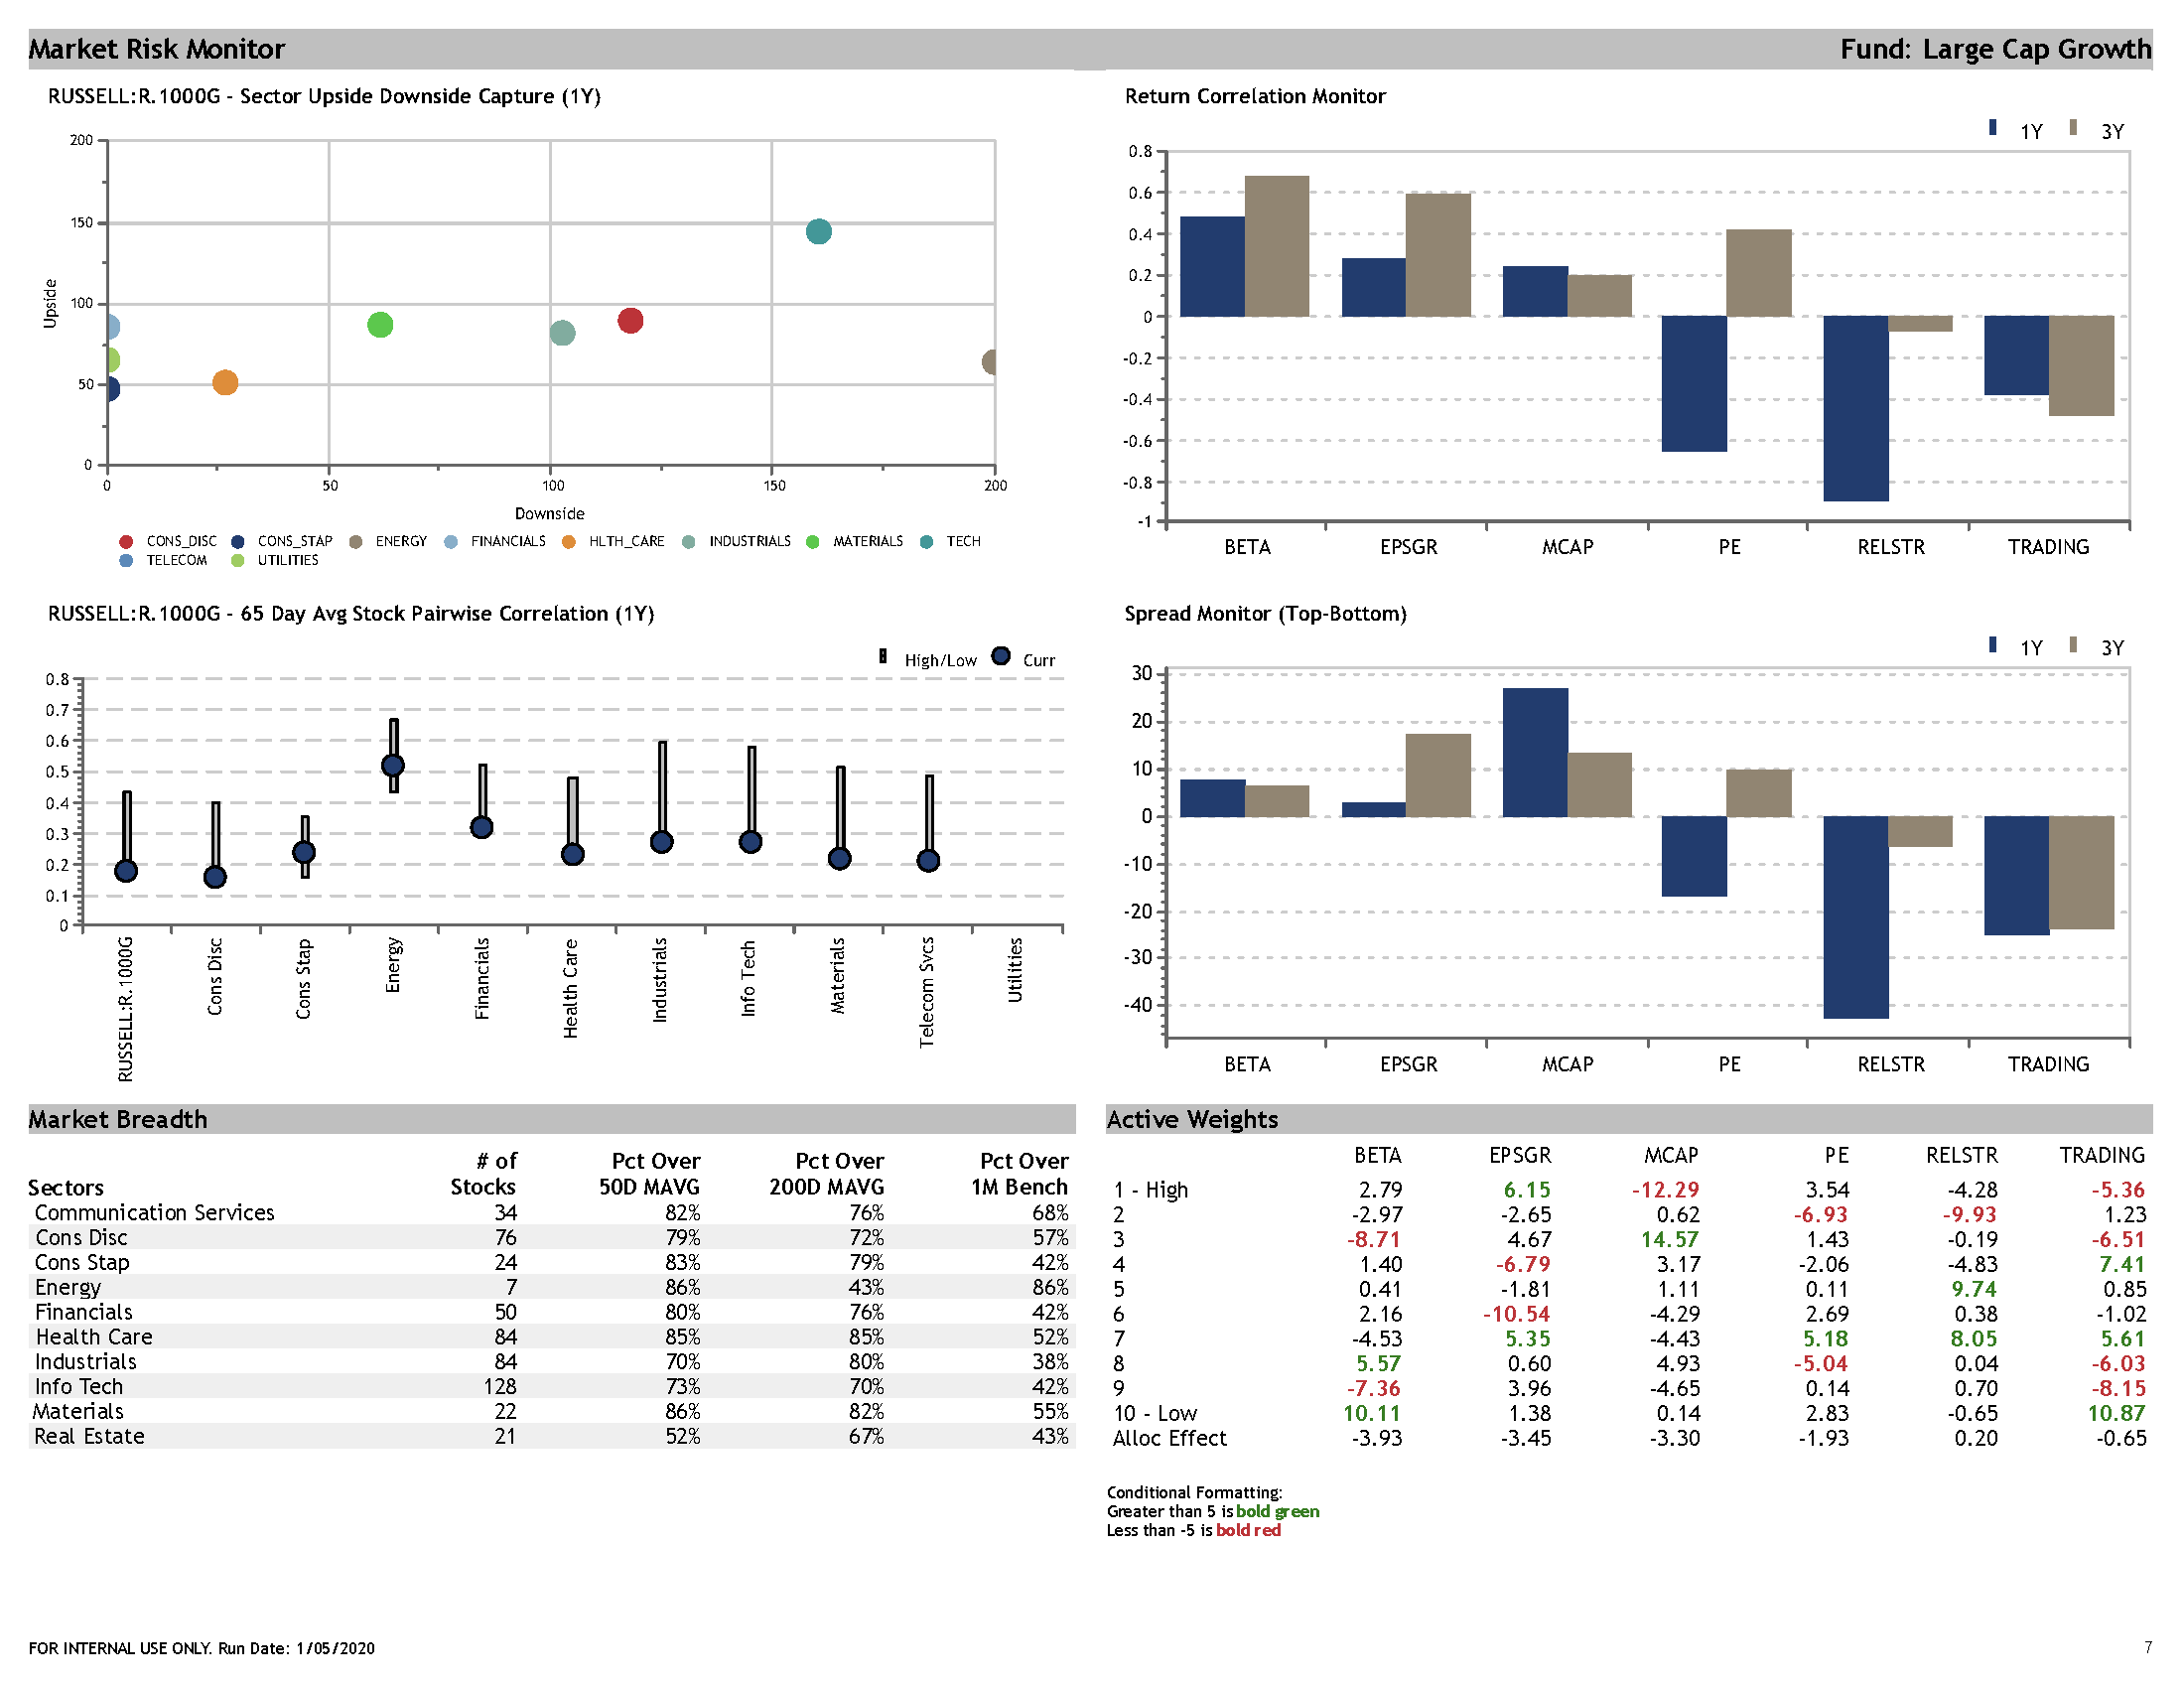 Market Risk Monitor
Fund: Large Cap Growth
RUSSELL:R.1000G - Sector Upside Downside Capture (1Y)
200
150
100
50
0
Upside
0 50 100 150 200
Downside
CONS_DISC CONS_STAP ENERGY FINANCIALS HLTH_CARE INDUSTRIALS MATERIALS TECH
TELECOM UTILITIES
Return Correlation Monitor
1Y 3Y
0.8
0.6
0.4
0.2
0
-0.2
-0.4
-0.6
-0.8
-1
BETA EPSGR MCAP PE RELSTR TRADING
RUSSELL:R.1000G - 65 Day Avg Stock Pairwise Correlation (1Y)
High/Low Curr
0.8
0.7
0.6
0.5
0.4
0.3
0.2
0.1
0
RUSSELL:R.1000G
Cons Disc
Cons Stap
Energy
Financials
Health Care
Industrials
Info Tech
Materials
Telecom Svcs
Utilities
Spread Monitor (Top-Bottom)
1Y 3Y
30
20
10
0
-10
-20
-30
-40
BETA EPSGR MCAP PE RELSTR TRADING
Market Breadth
# of Pct Over Pct Over Pct Over
Sectors Stocks 50D MAVG 200D MAVG 1M Bench
Communication Services 34 82% 76% 68%
Cons Disc 76 79% 72% 57%
Cons Stap 24 83% 79% 42%
Energy 7 86% 43% 86%
Financials 50 80% 76% 42%
Health Care 84 85% 85% 52%
Industrials 84 70% 80% 38%
Info Tech 128 73% 70% 42%
Materials 22 86% 82% 55%
Real Estate 21 52% 67% 43%
Active Weights
BETA EPSGR MCAP PE RELSTR TRADING
1 - High 2.79 6.15 -12.29 3.54 -4.28 -5.36
2 -2.97 -2.65 0.62 -6.93 -9.93 1.23
3 -8.71 4.67 14.57 1.43 -0.19 -6.51
4 1.40 -6.79 3.17 -2.06 -4.83 7.41
5 0.41 -1.81 1.11 0.11 9.74 0.85
6 2.16 -10.54 -4.29 2.69 0.38 -1.02
7 -4.53 5.35 -4.43 5.18 8.05 5.61
8 5.57 0.60 4.93 -5.04 0.04 -6.03
9 -7.36 3.96 -4.65 0.14 0.70 -8.15
10 - Low 10.11 1.38 0.14 2.83 -0.65 10.87
Alloc Effect -3.93 -3.45 -3.30 -1.93 0.20 -0.65
Conditional Formatting:
Greater than 5 is bold green
Less than -5 is bold red
FOR INTERNAL USE ONLY. Run Date: 1/05/2020
7